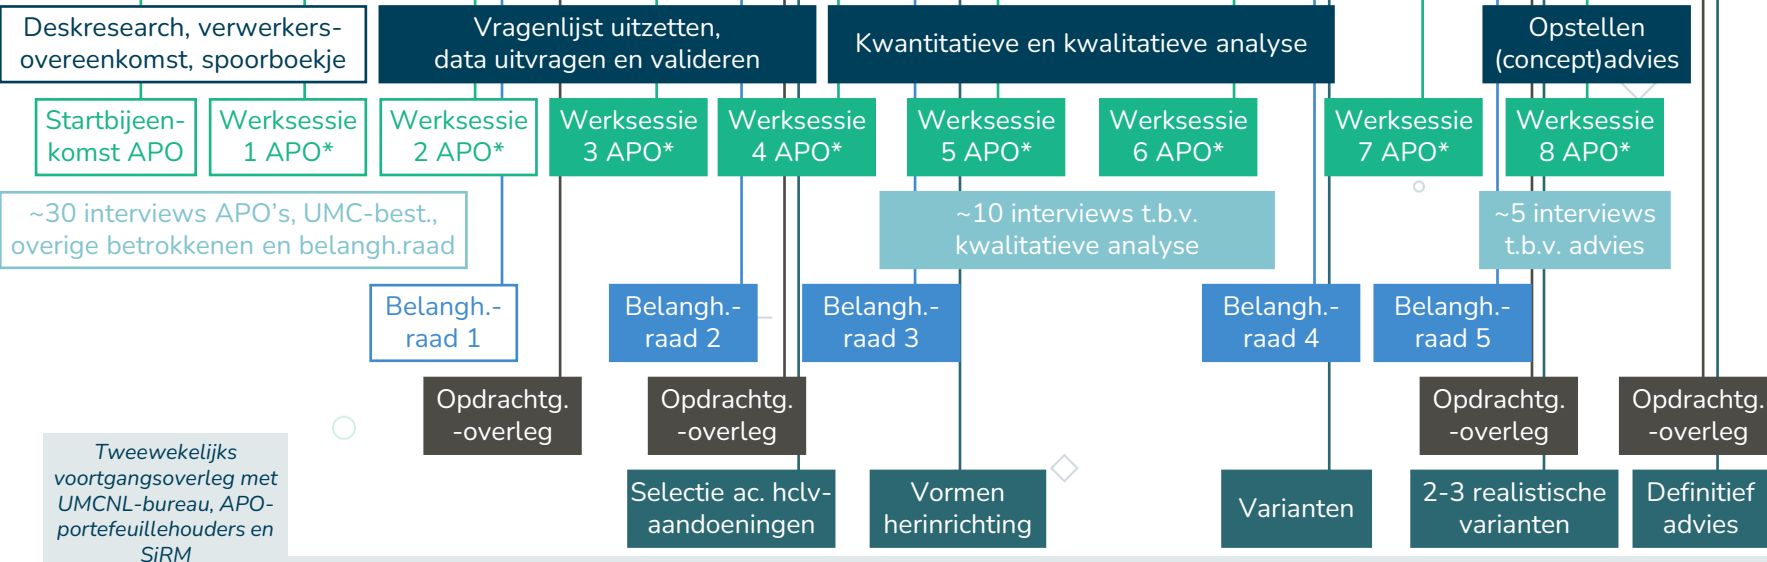 Deskresearch, verwerkers-
overeenkomst, spoorboekje
Vragenlijst uitzetten,
data uitvragen en valideren
Kwantitatieve en kwalitatieve analyse
Opstellen
(concept)advies
Startbijeen-
komst APO
Werksessie
1 APO*
Werksessie
2 APO*
Werksessie
3 APO*
Werksessie
4 APO*
Werksessie
5 APO*
Werksessie
6 APO*
Werksessie
7 APO*
Werksessie
8 APO*
~30 interviews APO's, UMC-best.,
overige betrokkenen en belangh.raad
~10 interviews t.b.v.
kwalitatieve analyse
~5 interviews
t.b.v. advies
Belangh.-
raad 1
Belangh.-
raad 2
Belangh.-
raad 3
Belangh.-
raad 4
Belangh.-
raad 5
Opdrachtg.
-overleg
Opdrachtg.
-overleg
Opdrachtg.
-overleg
Opdrachtg.
-overleg
Tweewekelijks
voortgangsoverleg met
UMCNL-bureau, APO-
portefeuillehouders en
SiRM
Selectie ac. hclv-
aandoeningen
Vormen
herinrichting
Varianten
2-3 realistische
varianten
Definitief
advies